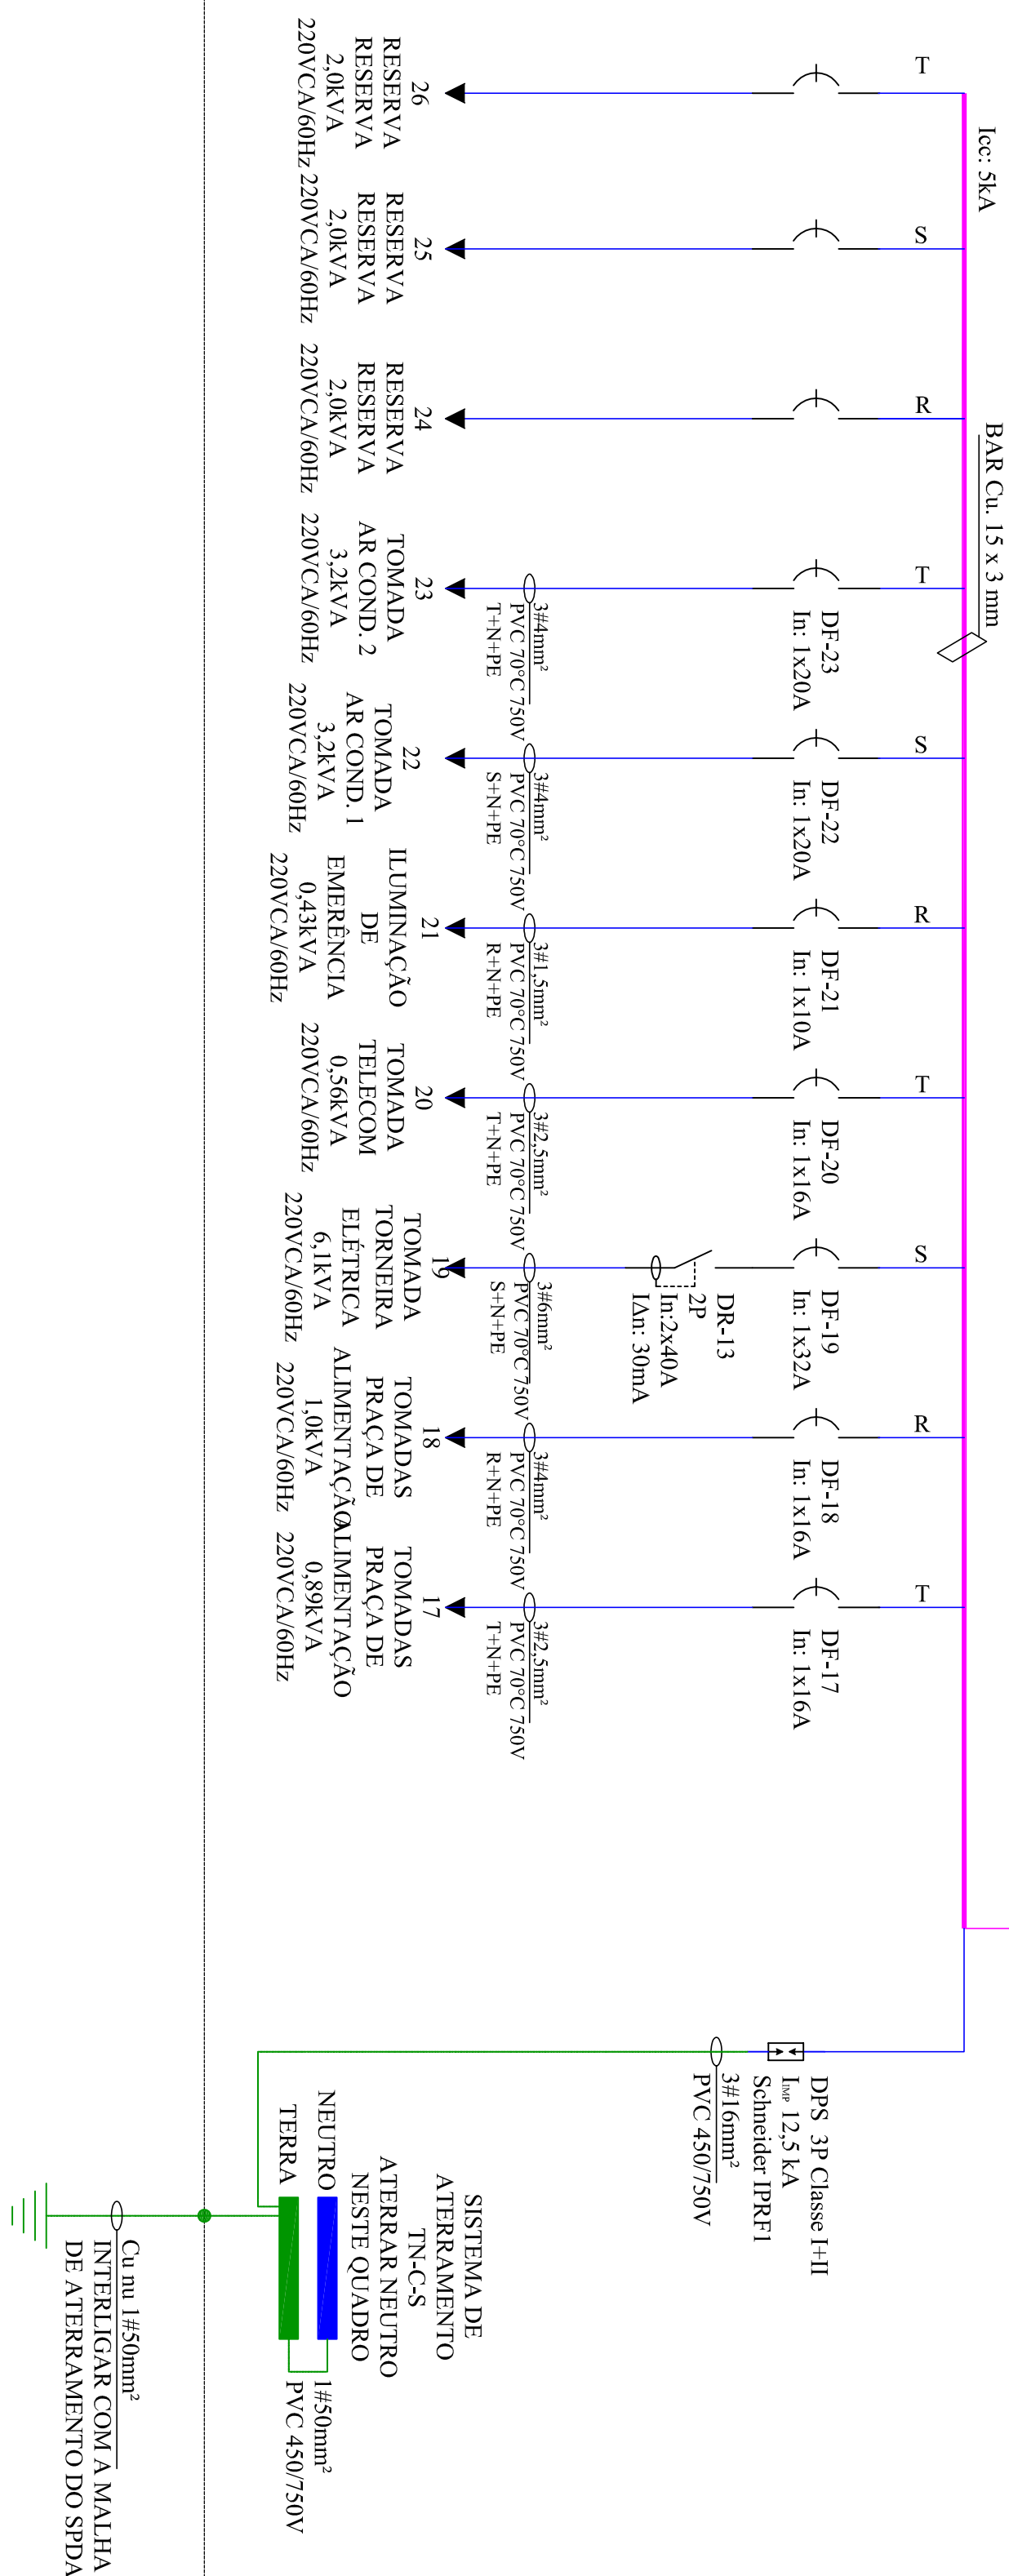 Icc: 5kA
BAR Cu. 15 x 3 mm
T
26
RESERVA
RESERVA
2,0kVA
220VCA/60Hz
S
25
RESERVA
RESERVA
2,0kVA
220VCA/60Hz
R
24
RESERVA
RESERVA
2,0kVA
220VCA/60Hz
T
DF-23
In: 1x20A
3#4mm²
PVC 70°C 750V
T+N+PE
23
TOMADA
AR COND. 2
3,2kVA
220VCA/60Hz
S
DF-22
In: 1x20A
3#4mm²
PVC 70°C 750V
S+N+PE
22
TOMADA
AR COND. 1
3,2kVA
220VCA/60Hz
R
DF-21
In: 1x10A
3#1,5mm²
PVC 70°C 750V
R+N+PE
21
ILUMINAÇÃO
DE
EMERÊNCIA
0,43kVA
220VCA/60Hz
T
DF-20
In: 1x16A
3#2,5mm²
PVC 70°C 750V
T+N+PE
20
TOMADA
TELECOM
0,56kVA
220VCA/60Hz
S
DF-19
In: 1x32A
DR-13
2P
In:2x40A
IΔn: 30mA
3#6mm²
PVC 70°C 750V
S+N+PE
19
TOMADA
TORNEIRA
ELÉTRICA
6,1kVA
220VCA/60Hz
R
DF-18
In: 1x16A
3#4mm²
PVC 70°C 750V
R+N+PE
18
TOMADAS
PRAÇA DE
ALIMENTAÇÃO
1,0kVA
220VCA/60Hz
T
DF-17
In: 1x16A
3#2,5mm²
PVC 70°C 750V
T+N+PE
17
TOMADAS
PRAÇA DE
ALIMENTAÇÃO
0,89kVA
220VCA/60Hz
DPS 3P Classe I+II
IIMP 12,5 kA
Schneider IPRF1
3#16mm²
PVC 450/750V
SISTEMA DE
ATERRAMENTO
TN-C-S
ATERRAR NEUTRO
NESTE QUADRO
NEUTRO
TERRA
1#50mm²
PVC 450/750V
Cu nu 1#50mm²
INTERLIGAR COM A MALHA
DE ATERRAMENTO DO SPDA